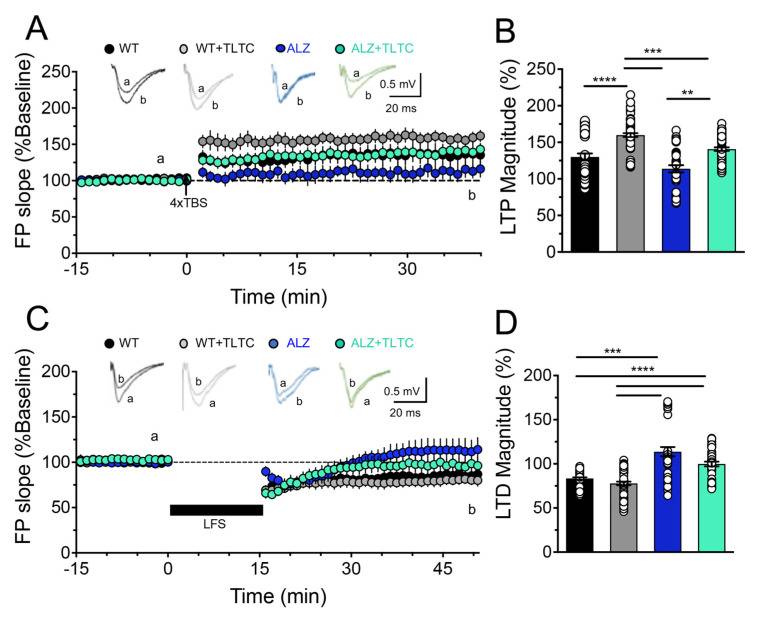 A
WT WT+TLTC ALZ ALZ+TLTC
a
b
a
b
a
b
a
b
0.5 mV
20 ms
FP slope (%Baseline)
250
200
150
100
50
0
a
4xTBS
b
-15 0 15 30
Time (min)
B
LTP Magnitude (%)
250
200
150
100
50
0
****
***
**
C
WT WT+TLTC ALZ ALZ+TLTC
b
a
b
a
a
b
b
a
0.5 mV
20 ms
FP slope (%Baseline)
200
150
100
50
0
a
LFS
b
-15 0 15 30 45
Time (min)
D
LTD Magnitude (%)
200
150
100
50
0
***
****